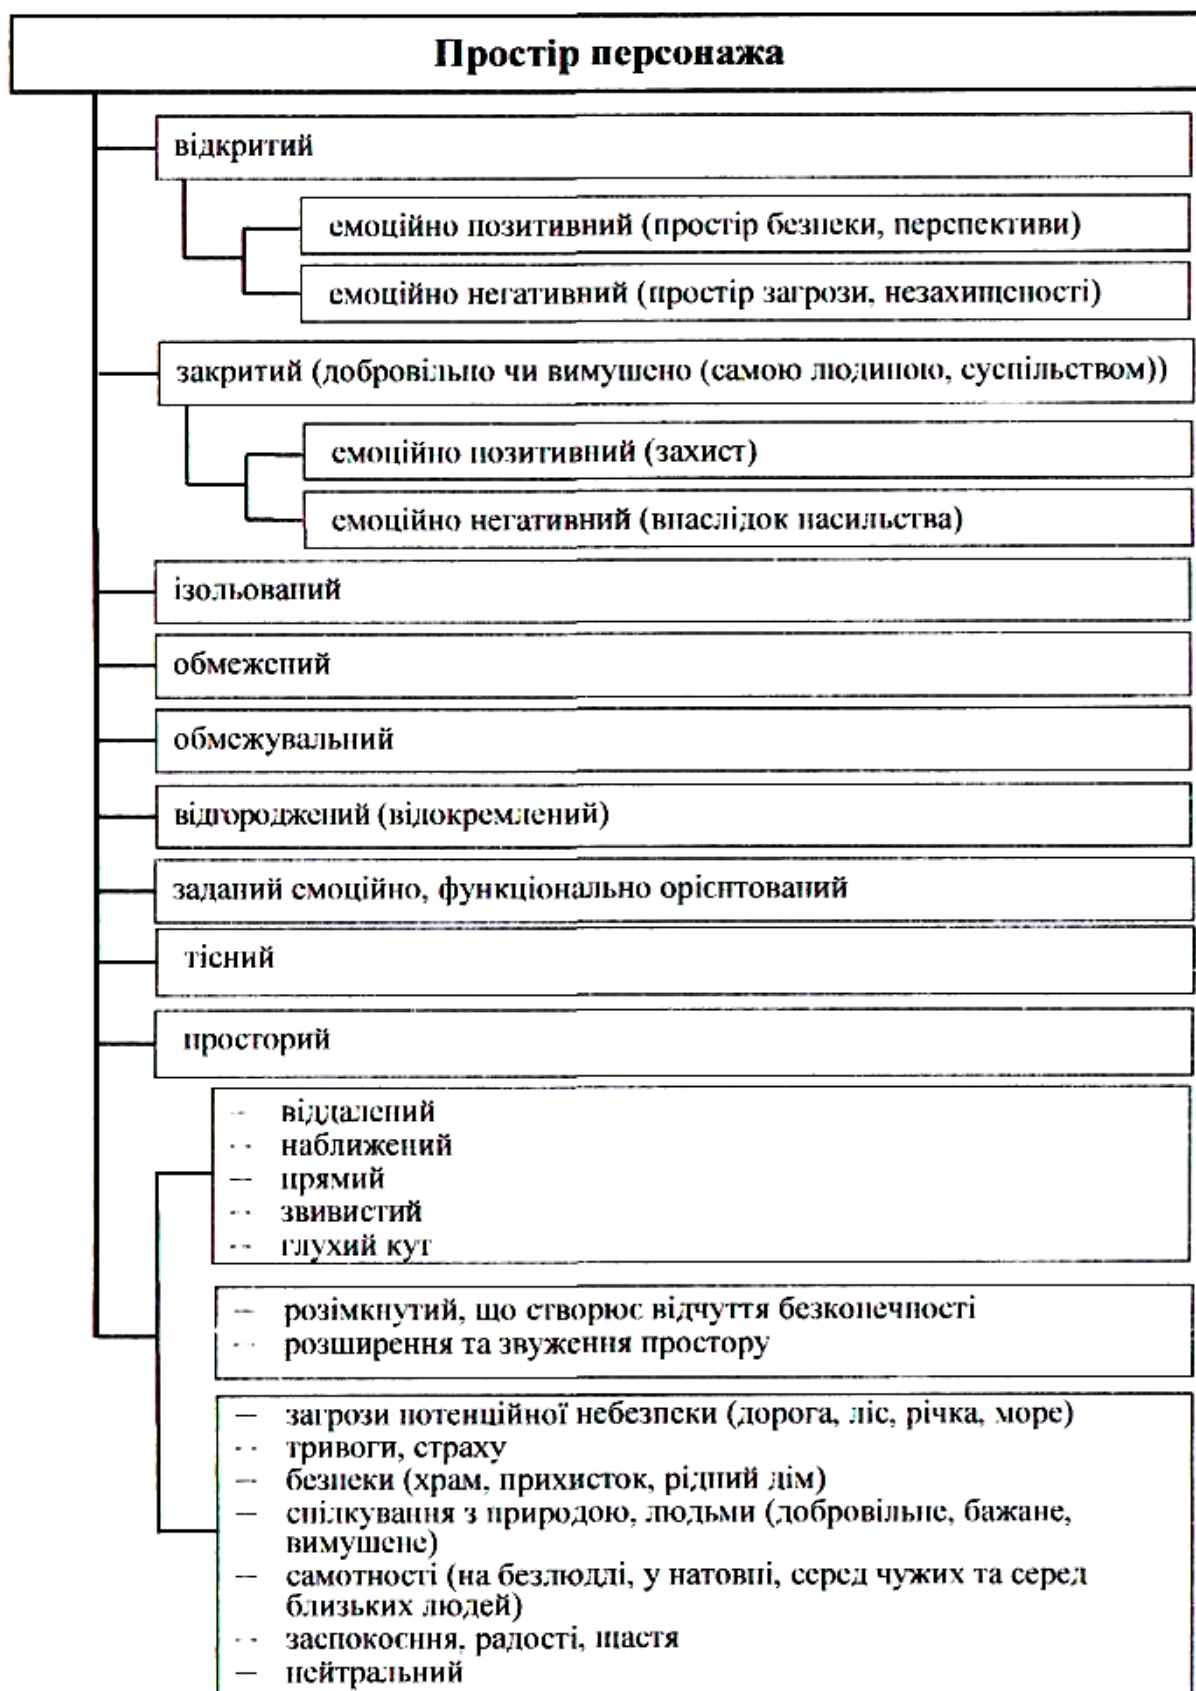 Простір персонажа
відкритий
емоційно позитивний (простір безпеки, перспективи)
емоційно негативний (простір загрози, незахищеності)
закритий (добровільно чи вимушено (самою людиною, суспільством))
емоційно позитивний (захист)
емоційно негативний (внаслідок насильства)
ізольований
обмежений
обмежувальний
відгороджений (відокремлений)
заданий емоційно, функціонально орієнтований
тісний
просторий
– віддалений
– наближений
– прямий
– звивистий
– глухий кут
– розімкнутий, що створює відчуття безконечності
– розширення та звуження простору
– загрози потенційної небезпеки (дорога, ліс, річка, море)
– тривоги, страху
– безпеки (храм, прихисток, рідний дім)
– спілкування з природою, людьми (добровільне, бажане,
вимушене)
– самотності (на безлюдді, у натовпі, серед чужих та серед
близьких людей)
– заспокоєння, радості, щастя
– нейтральний